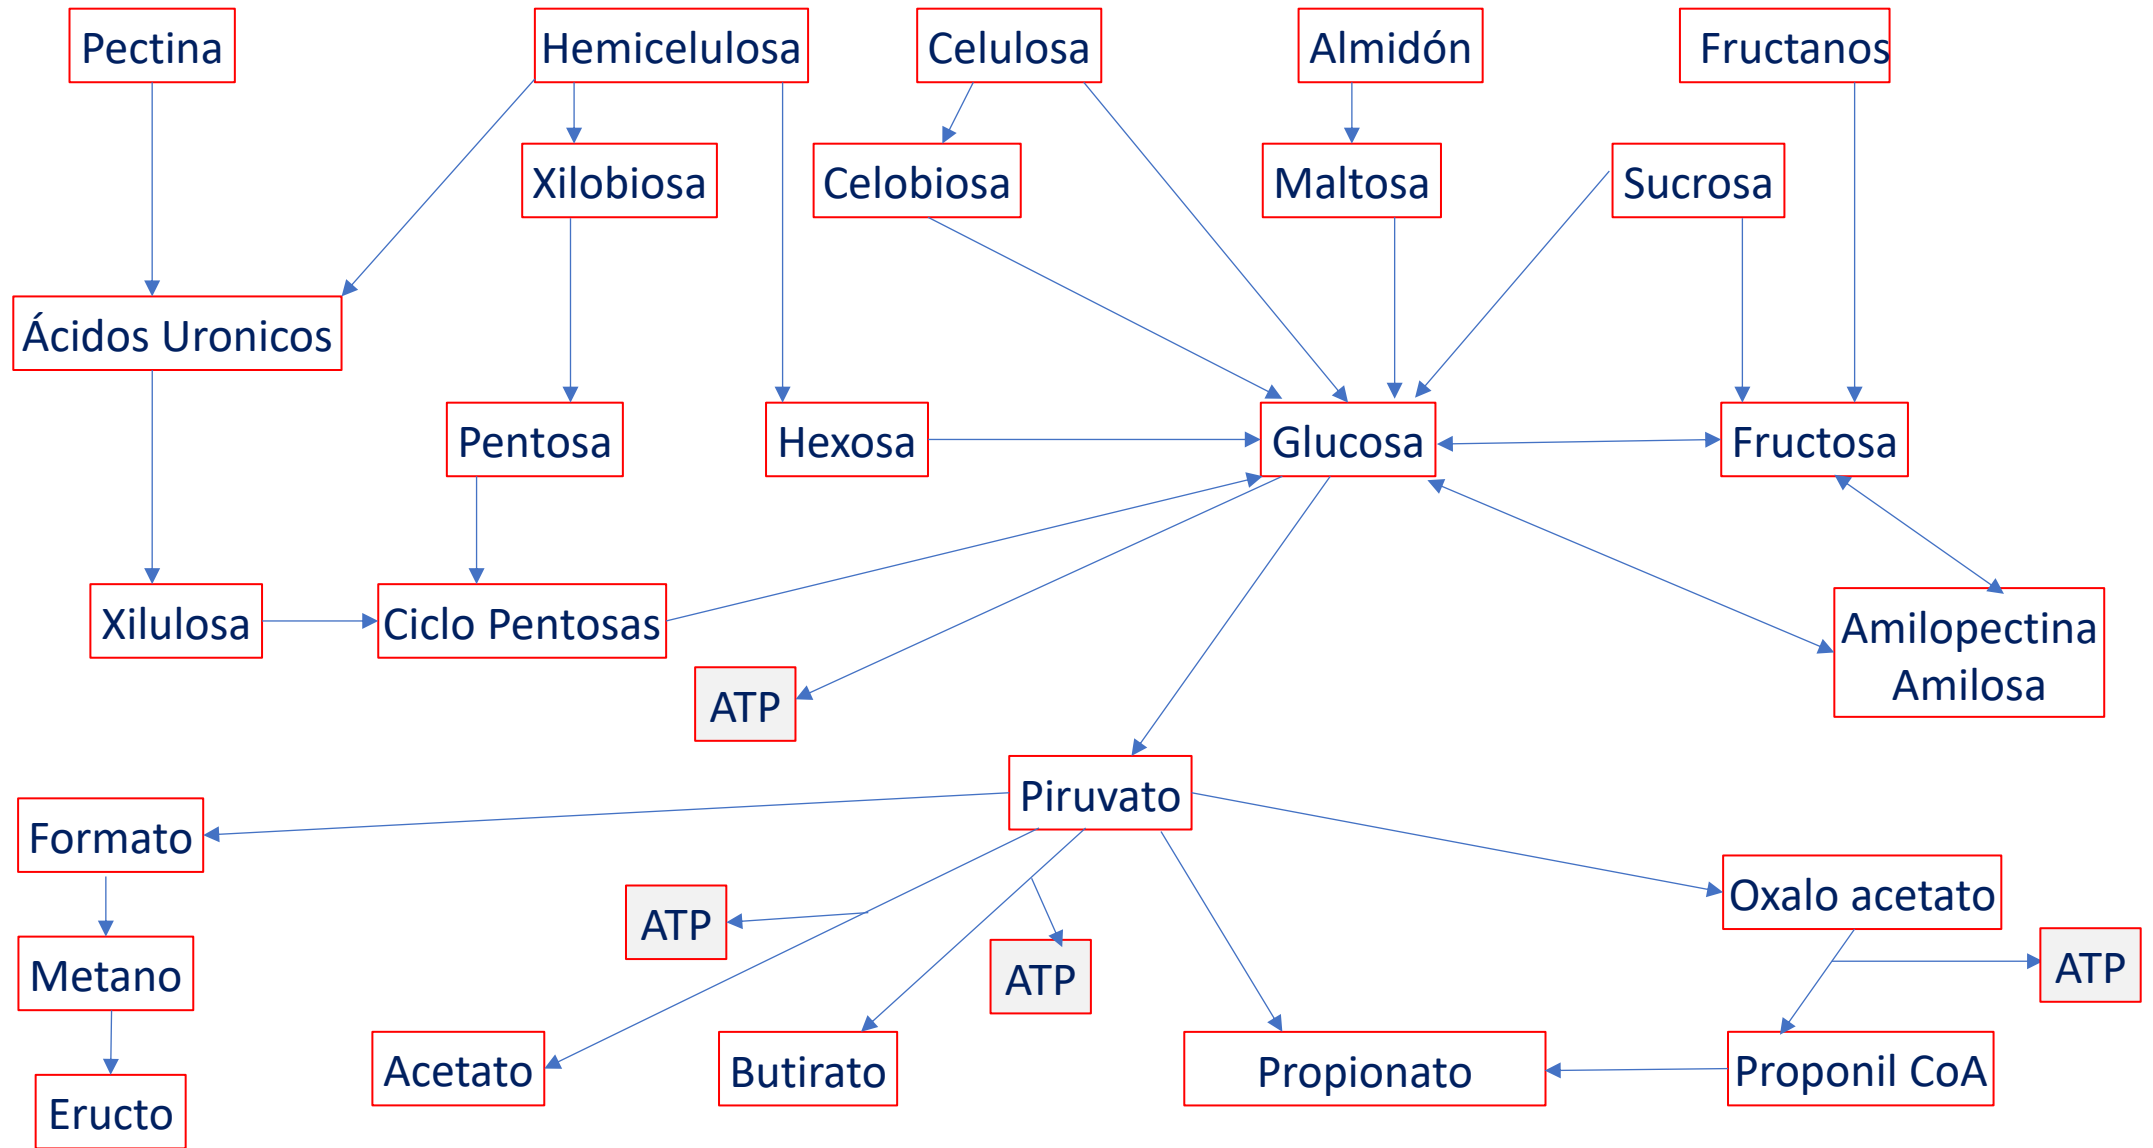 Pectina
Hemicelulosa
Celulosa
Almidón
Fructanos
Xilobiosa
Celobiosa
Maltosa
Sucrosa
Ácidos Uronicos
Pentosa
Hexosa
Glucosa
Fructosa
Xilulosa
Ciclo Pentosas
Amilopectina
Amilosa
ATP
Piruvato
Formato
Oxalo acetato
ATP
ATP
ATP
Metano
Acetato
Butirato
Propionato
Proponil CoA
Eructo